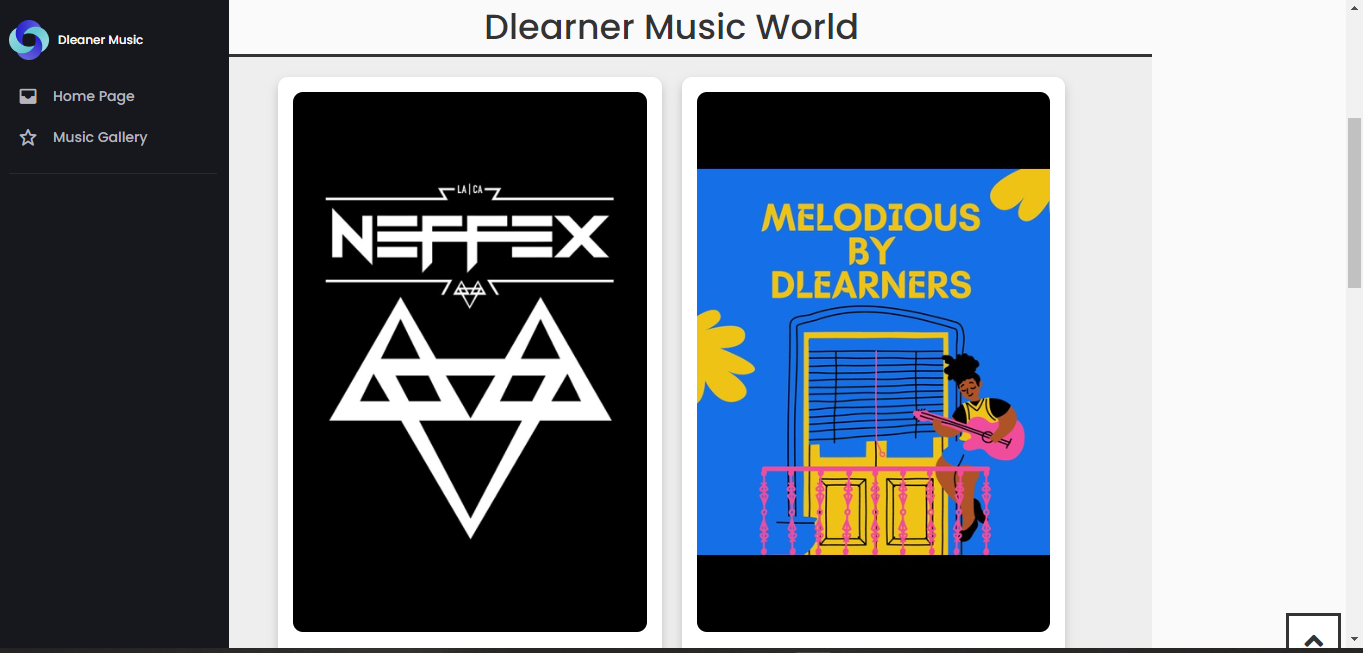 Dleaner Music
Home Page
Music Gallery
Dlearner Music World
LA|CA
NEFFEX
MELODIOUS
BY
DLEARNERS